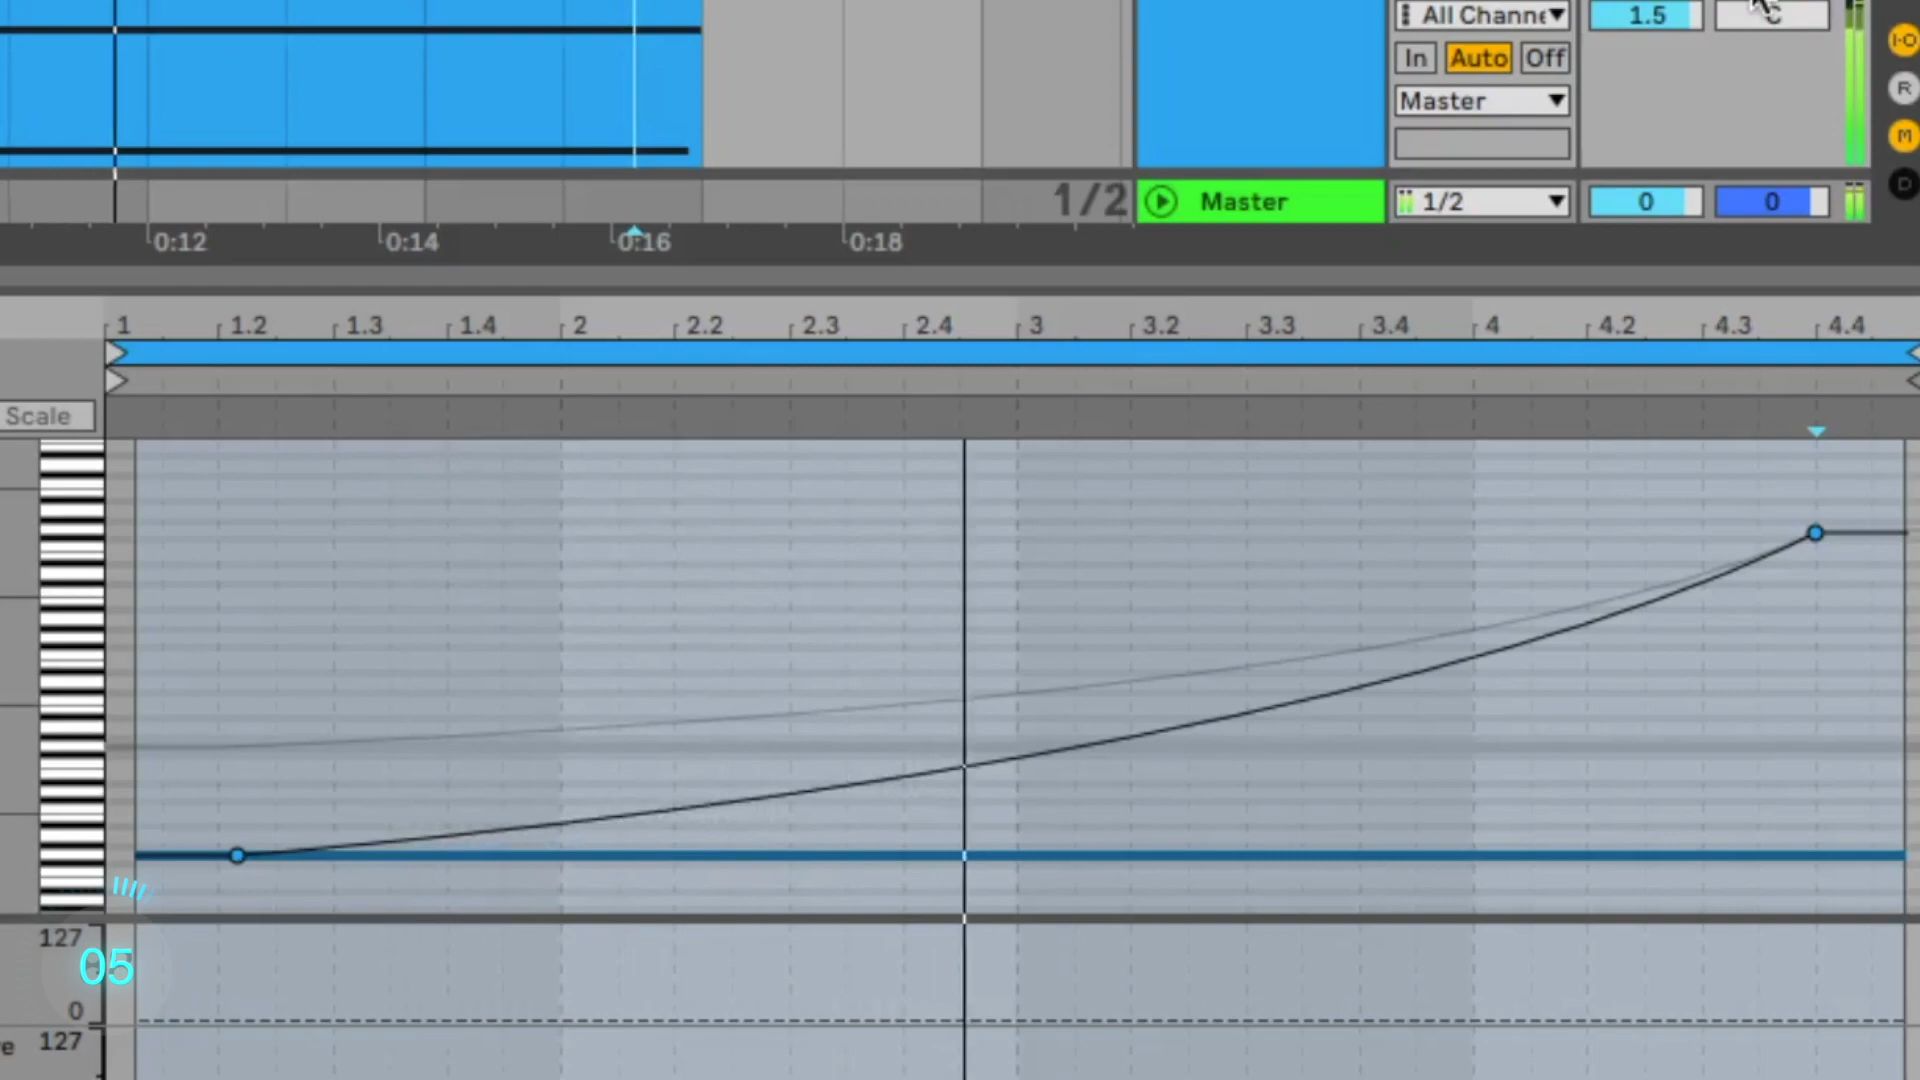 All Channe
1.5
C
I·O
In
Auto
Off
R
Master
M
D
1/2
Master
1/2
0
0
0:12
0:14
0:16
0:18
1
1.2
1.3
1.4
2
2.2
2.3
2.4
3
3.2
3.3
3.4
4
4.2
4.3
4.4
Scale
127
05
0
127